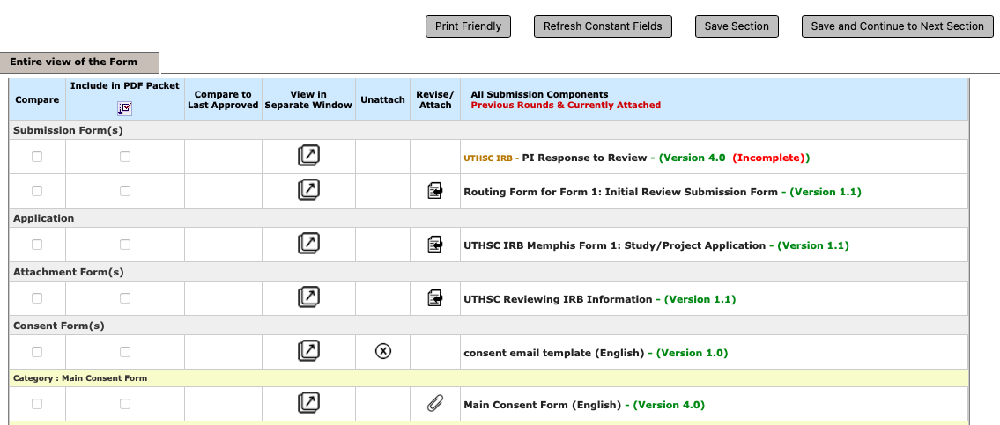 Print Friendly
Refresh Constant Fields
Save Section
Save and Continue to Next Section
Entire view of the Form
Compare
Include in PDF Packet
Compare to
Last Approved
View in
Separate Window
Unattach
Revise/
Attach
All Submission Components
Previous Rounds & Currently Attached
Submission Form(s)
UTHSC IRB - PI Response to Review - (Version 4.0 (Incomplete))
Routing Form for Form 1: Initial Review Submission Form - (Version 1.1)
Application
UTHSC IRB Memphis Form 1: Study/Project Application - (Version 1.1)
Attachment Form(s)
UTHSC Reviewing IRB Information - (Version 1.1)
Consent Form(s)
consent email template (English) - (Version 1.0)
Category : Main Consent Form
Main Consent Form (English) - (Version 4.0)